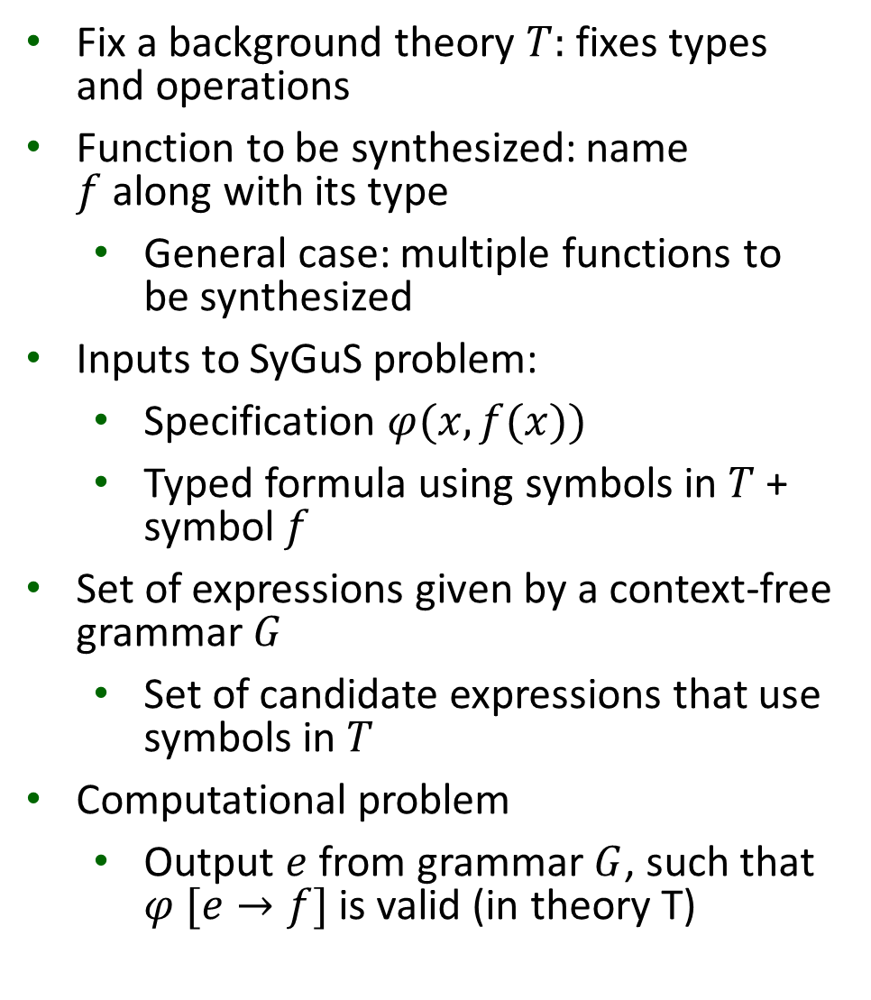 • Fix a background theory T: fixes types
and operations
• Function to be synthesized: name
f along with its type
• General case: multiple functions to
be synthesized
• Inputs to SyGuS problem:
• Specification φ(x, f(x))
• Typed formula using symbols in T +
symbol f
• Set of expressions given by a context-free
grammar G
• Set of candidate expressions that use
symbols in T
• Computational problem
• Output e from grammar G, such that
φ [e → f] is valid (in theory T)